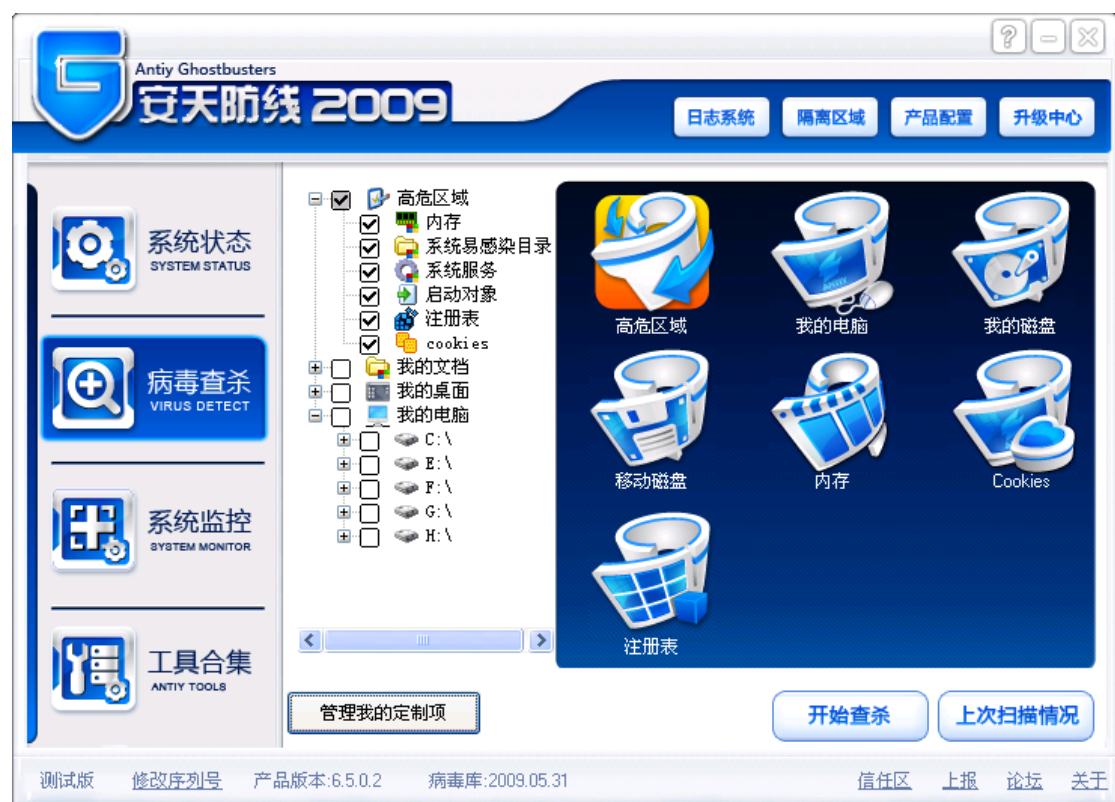 Antiy Ghostbusters
安天防线 2009
日志系统 隔离区域 产品配置 升级中心
系统状态
SYSTEM STATUS
病毒查杀
VIRUS DETECT
系统监控
SYSTEM MONITOR
工具合集
ANTIY TOOLS
高危区域
内存
系统易感染目录
系统服务
启动对象
注册表
cookies
我的文档
我的桌面
我的电脑
C:\
E:\
F:\
G:\
H:\
高危区域 我的电脑 我的磁盘
移动磁盘 内存 Cookies
注册表
管理我的定制项 开始查杀 上次扫描情况
测试版 修改序列号 产品版本:6.5.0.2 病毒库:2009.05.31 信任区 上报 论坛 关于